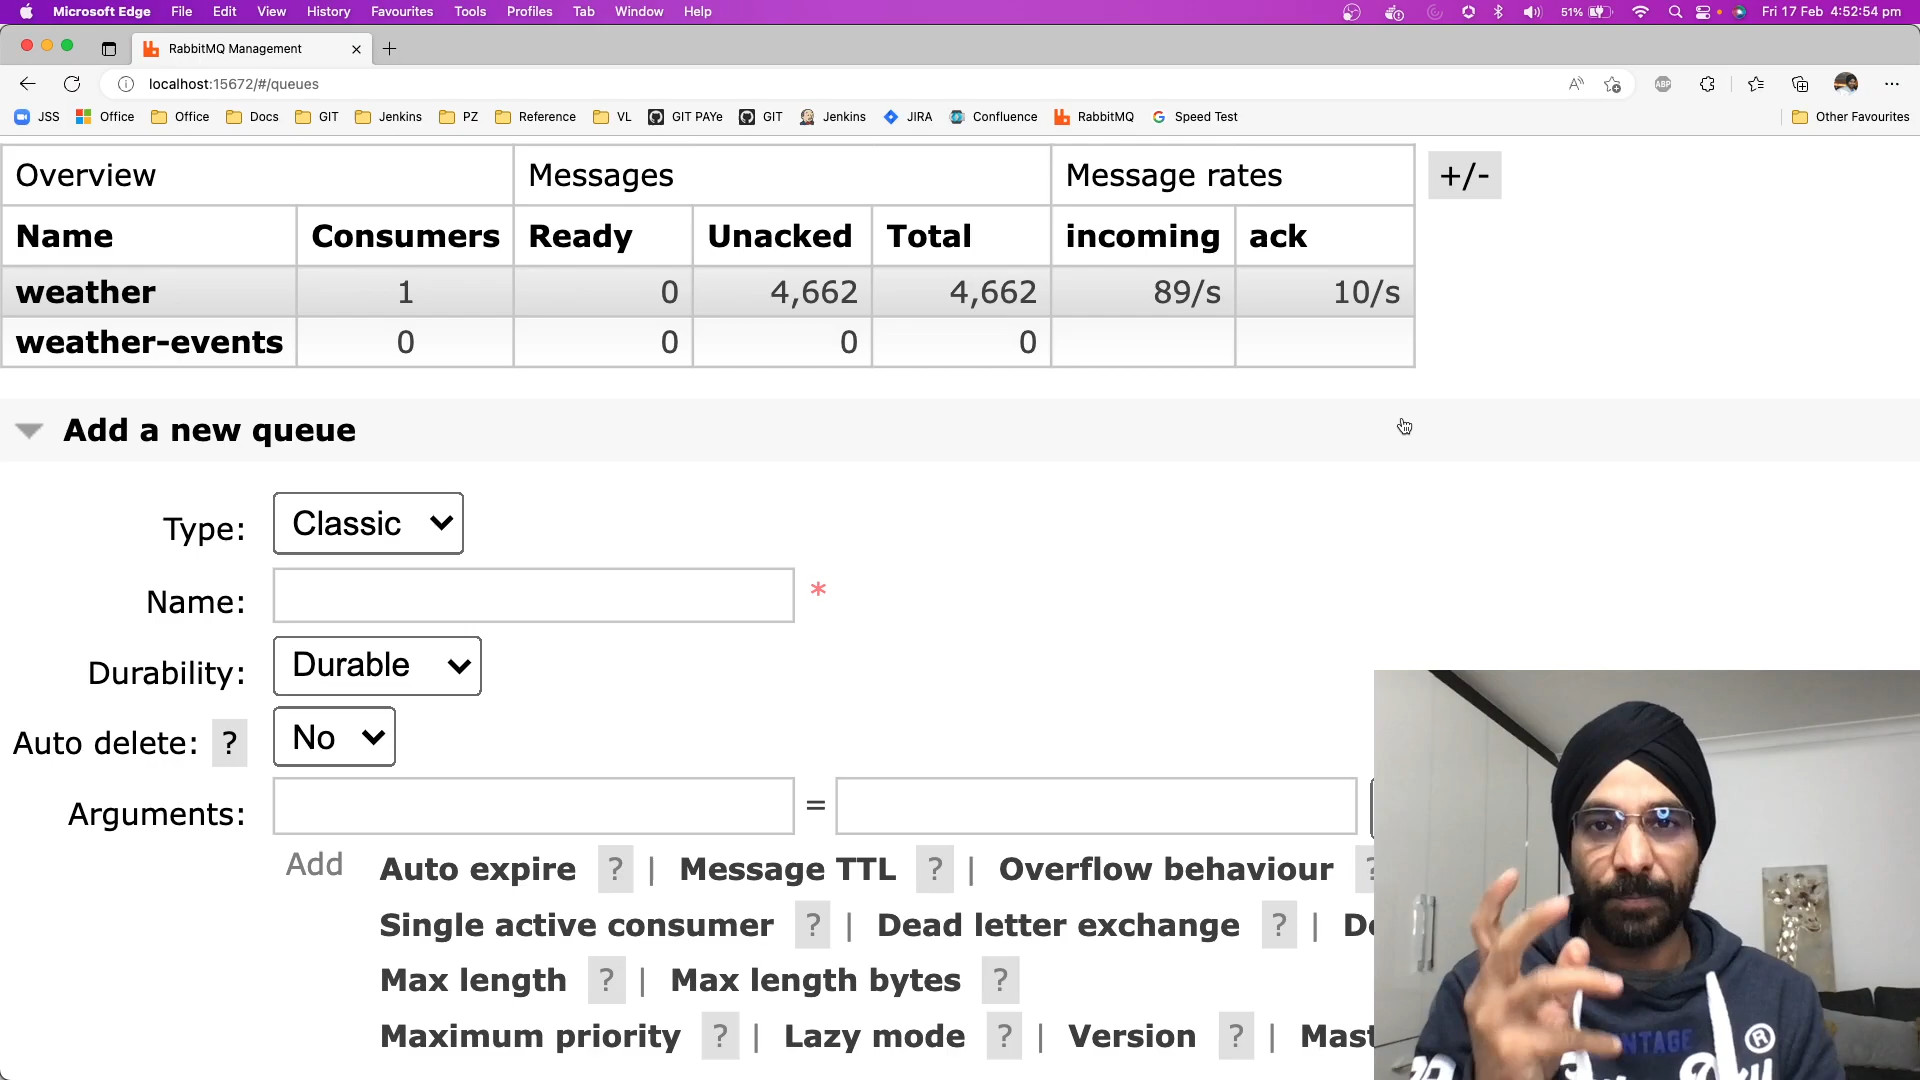 Microsoft Edge File Edit View History Favourites Tools Profiles Tab Window Help 51% Fri 17 Feb 4:52:54 pm
RabbitMQ Management
localhost:15672/#/queues
JSS Office Office Docs GIT Jenkins PZ Reference VL GIT PAYe GIT Jenkins JIRA Confluence RabbitMQ Speed Test Other Favourites
Overview Messages Message rates +/-
Name Consumers Ready Unacked Total incoming ack
weather 1 0 4,662 4,662 89/s 10/s
weather-events 0 0 0 0
Add a new queue
Type: Classic
Name: *
Durability: Durable
Auto delete: ? No
Arguments: =
Add Auto expire ? | Message TTL ? | Overflow behaviour ?
Single active consumer ? | Dead letter exchange ? |
Max length ? | Max length bytes ?
Maximum priority ? | Lazy mode ? | Version ? |